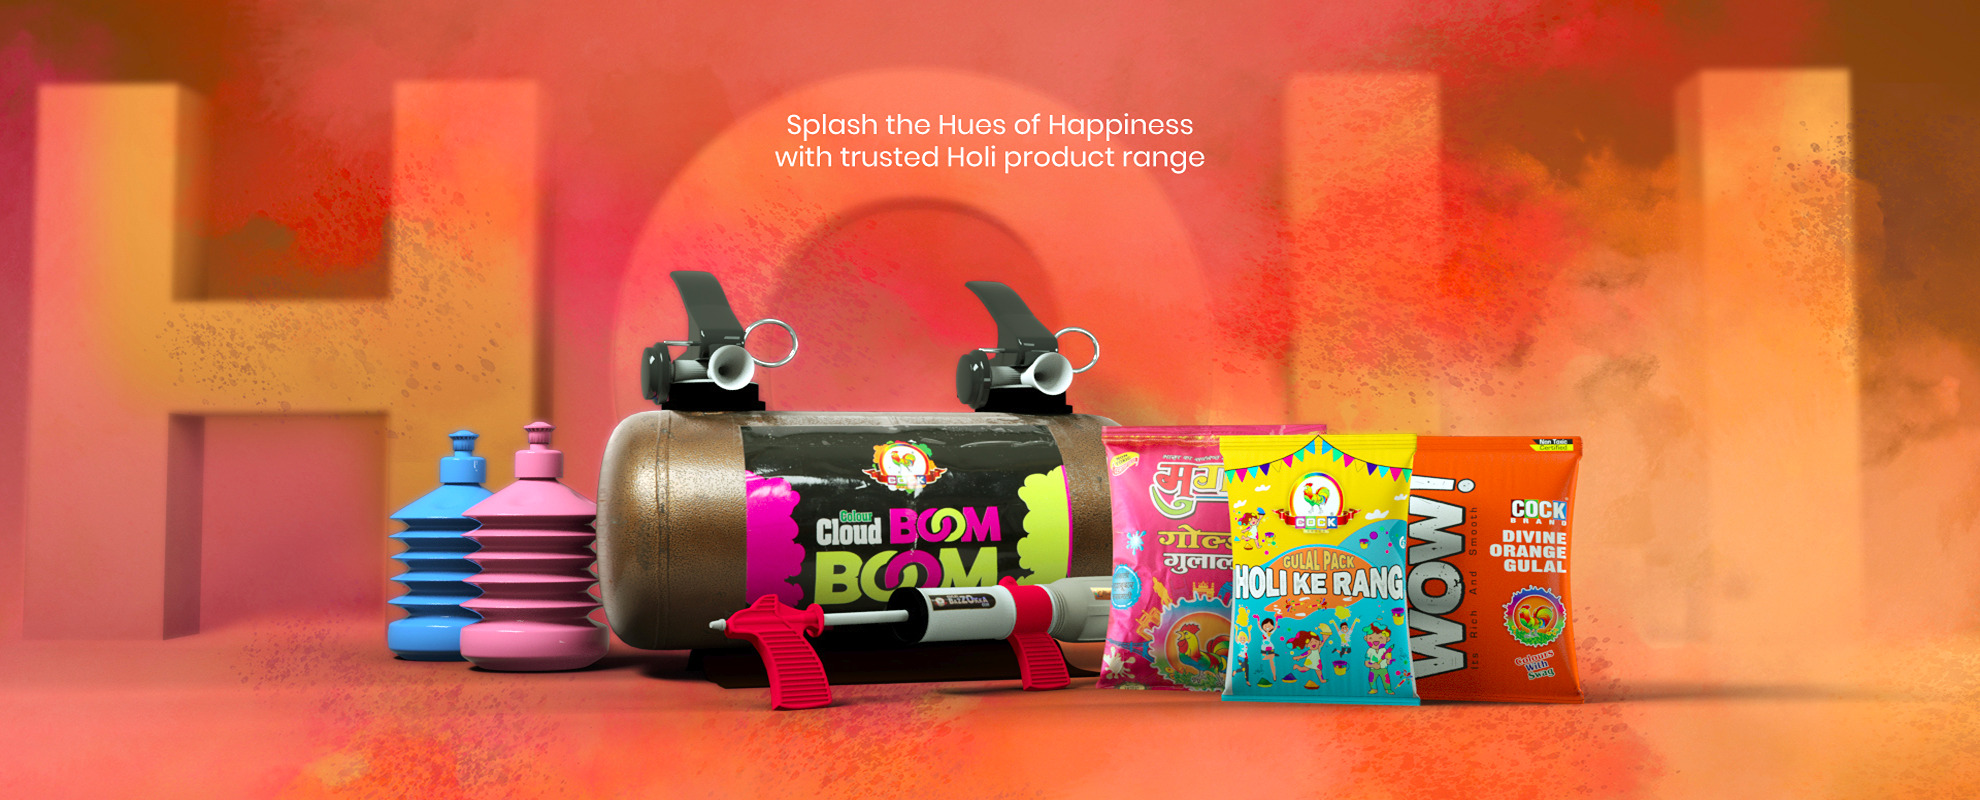 HOLI
Splash the Hues of Happiness
with trusted Holi product range
COCK
Colour
Cloud BOOM
BOOM
गुलाल
COCK
GULAL PACK
HOLI KE RANG
WOW!
Its Rich And Smooth
Non Toxic
Certified
COCK
BRAND
DIVINE
ORANGE
GULAL
Colours
With
Swag